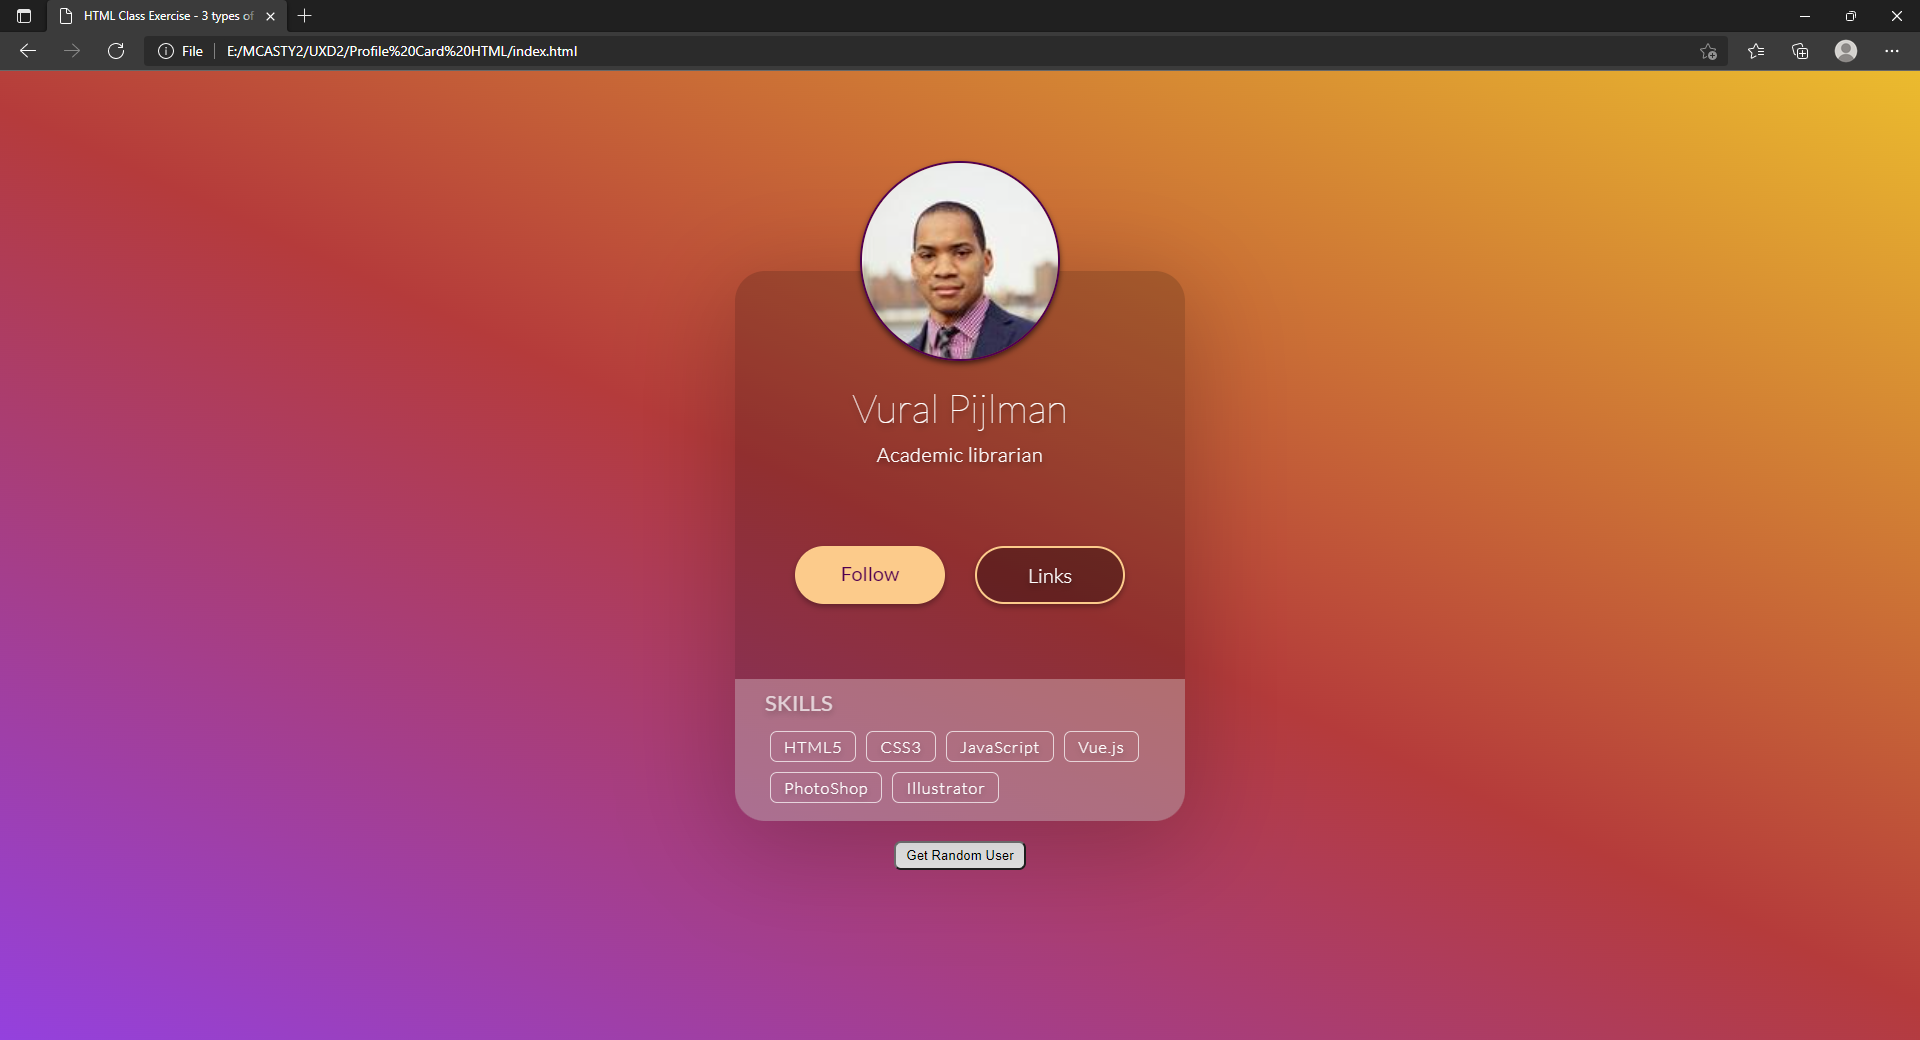 HTML Class Exercise - 3 types of
File
E:/MCASTY2/UXD2/Profile%20Card%20HTML/index.html
Vural Pijlman
Academic librarian
Follow
Links
SKILLS
HTML5 CSS3 JavaScript Vue.js
PhotoShop Illustrator
Get Random User